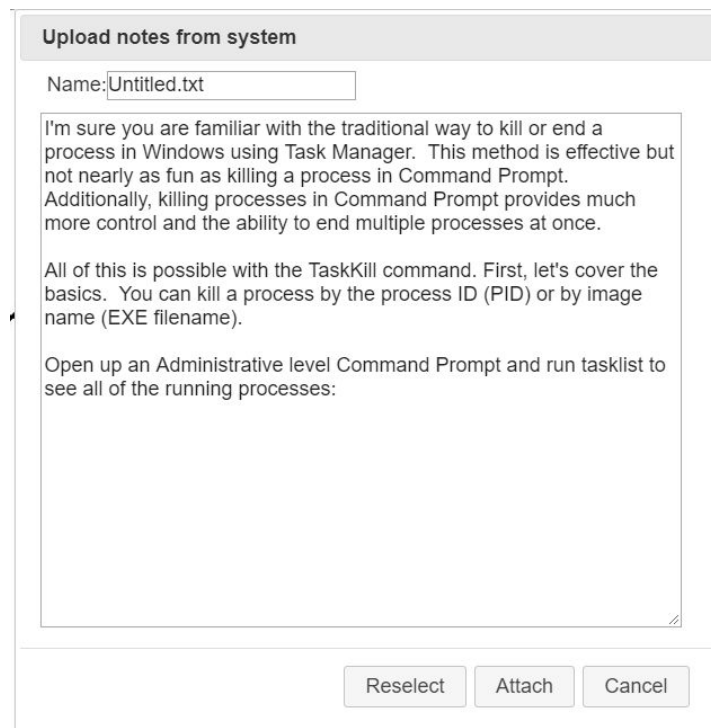 Upload notes from system
Name:Untitled.txt
I'm sure you are familiar with the traditional way to kill or end a
process in Windows using Task Manager.  This method is effective but
not nearly as fun as killing a process in Command Prompt.
Additionally, killing processes in Command Prompt provides much
more control and the ability to end multiple processes at once.
All of this is possible with the TaskKill command. First, let's cover the
basics.  You can kill a process by the process ID (PID) or by image
name (EXE filename).
Open up an Administrative level Command Prompt and run tasklist to
see all of the running processes:
Reselect Attach Cancel